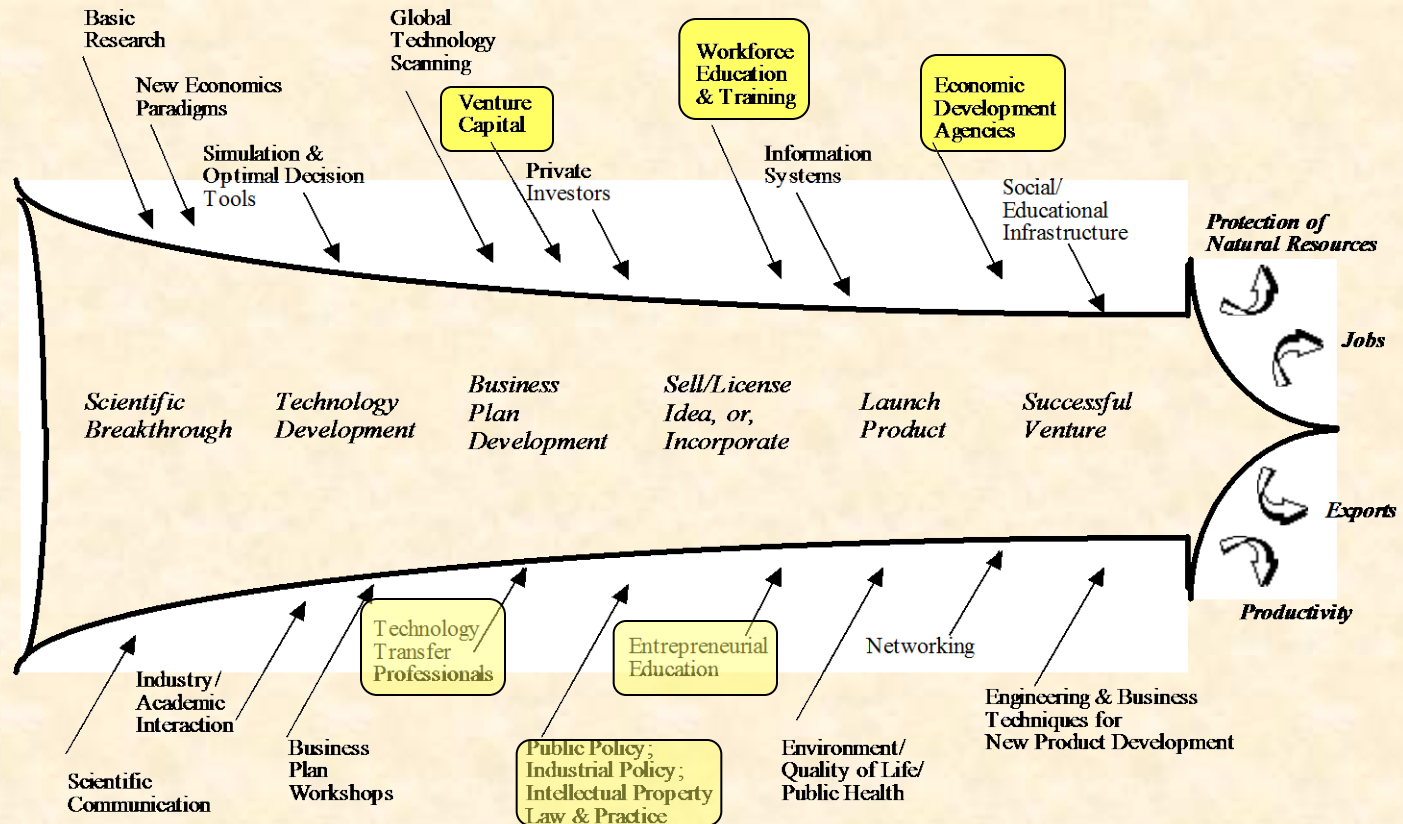 Basic
Research
New Economics
Paradigms
Simulation &
Optimal Decision
Tools
Global
Technology
Scanning
Venture
Capital
Private
Investors
Workforce
Education
& Training
Information
Systems
Economic
Development
Agencies
Social/
Educational
Infrastructure
Protection of
Natural Resources
Jobs
Scientific
Breakthrough
Technology
Development
Business
Plan
Development
Sell/License
Idea, or,
Incorporate
Launch
Product
Successful
Venture
Exports
Productivity
Scientific
Communication
Industry/
Academic
Interaction
Business
Plan
Workshops
Technology
Transfer
Professionals
Public Policy;
Industrial Policy;
Intellectual Property
Law & Practice
Entrepreneurial
Education
Environment/
Quality of Life/
Public Health
Networking
Engineering & Business
Techniques for
New Product Development